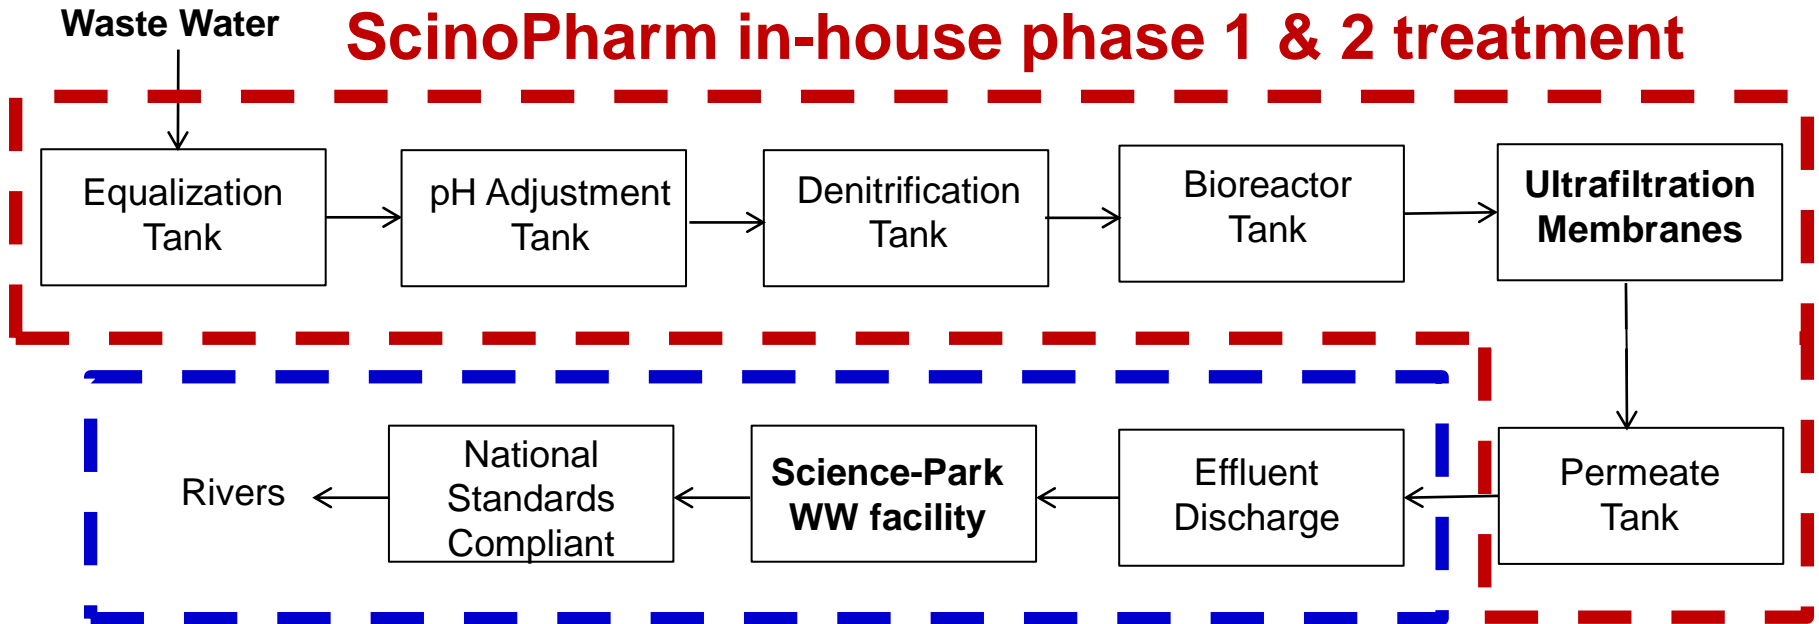 Waste Water
ScinoPharm in-house phase 1 & 2 treatment
Equalization
Tank
pH Adjustment
Tank
Denitrification
Tank
Bioreactor
Tank
Ultrafiltration
Membranes
Rivers
National
Standards
Compliant
Science-Park
WW facility
Effluent
Discharge
Permeate
Tank